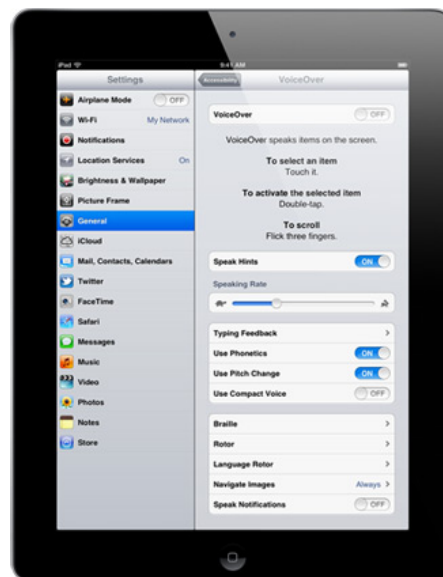 iPad
9:41 AM
Settings
Accessibility
VoiceOver
Airplane Mode
OFF
Wi-Fi
My Network
Notifications
Location Services
On
Brightness & Wallpaper
Picture Frame
General
iCloud
Mail, Contacts, Calendars
Twitter
FaceTime
Safari
Messages
Music
Video
Photos
Notes
Store
VoiceOver
OFF
VoiceOver speaks items on the screen.
To select an item
Touch it.
To activate the selected item
Double-tap.
To scroll
Flick three fingers.
Speak Hints
ON
Speaking Rate
Typing Feedback
Use Phonetics
ON
Use Pitch Change
ON
Use Compact Voice
OFF
Braille
Rotor
Language Rotor
Navigate Images
Always
Speak Notifications
OFF